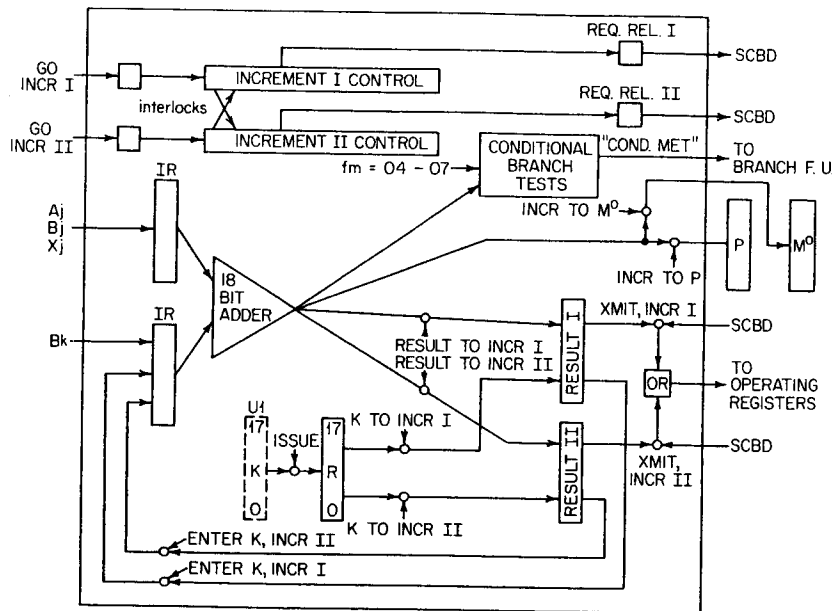 REQ. REL. I
GO
INCR I
INCREMENT I CONTROL
SCBD
interlocks
REQ. REL. II
GO
INCR II
INCREMENT II CONTROL
SCBD
fm = 04 - 07
CONDITIONAL
BRANCH
TESTS
"COND. MET"
TO
BRANCH F. U.
IR
Aj
Bj
Xj
INCR TO M⁰
P
M⁰
INCR TO P
18
BIT
ADDER
IR
Bk
RESULT TO INCR I
RESULT TO INCR II
RESULT I
XMIT, INCR I
SCBD
OR
TO
OPERATING
REGISTERS
U1
17
K
0
ISSUE
17
R
0
K TO INCR I
K TO INCR II
RESULT II
SCBD
XMIT,
INCR II
ENTER K, INCR II
ENTER K, INCR I